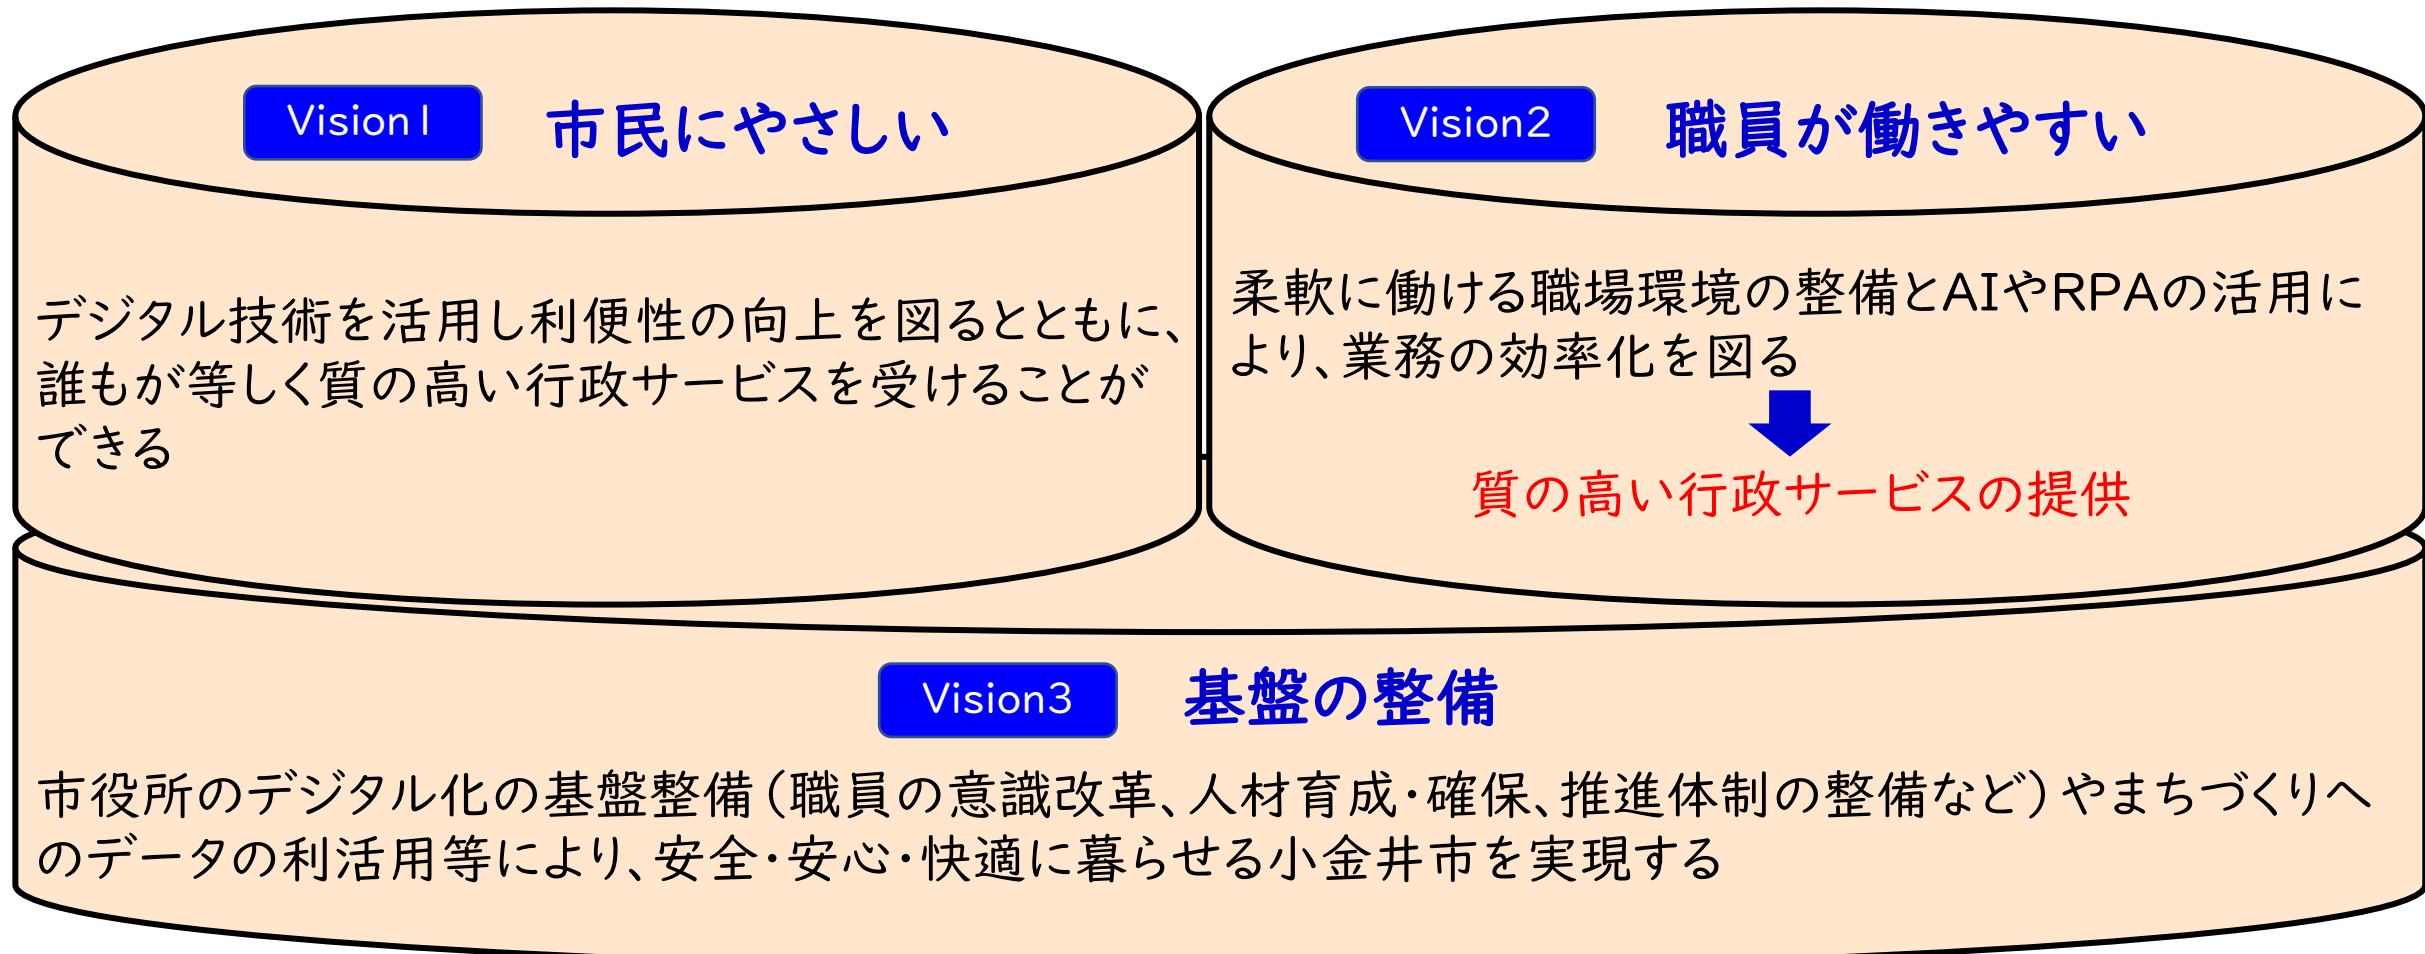 Vision1 市民にやさしい
デジタル技術を活用し利便性の向上を図るとともに、
誰もが等しく質の高い行政サービスを受けることが
できる
Vision2 職員が働きやすい
柔軟に働ける職場環境の整備とAIやRPAの活用に
より、業務の効率化を図る
質の高い行政サービスの提供
Vision3 基盤の整備
市役所のデジタル化の基盤整備(職員の意識改革、人材育成・確保、推進体制の整備など)やまちづくりへ
のデータの利活用等により、安全・安心・快適に暮らせる小金井市を実現する